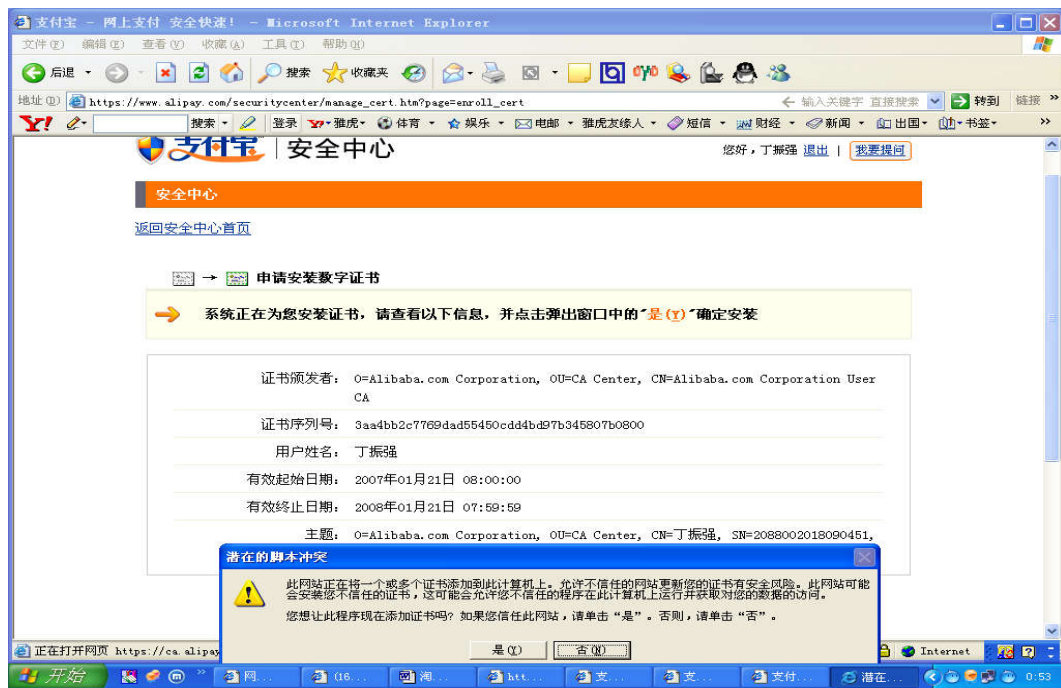 支付宝 - 网上支付 安全快速! - Microsoft Internet Explorer
文件(F) 编辑(E) 查看(V) 收藏(A) 工具(T) 帮助(H)
后退 搜索 收藏夹
地址(D) https://www.alipay.com/securitycenter/manage_cert.htm?page=enroll_cert 输入关键字 直接搜索 转到 链接 »
Y! 搜索 登录 雅虎 体育 娱乐 电邮 雅虎友缘人 短信 财经 新闻 出国 书签 »
支付宝 | 安全中心 您好,丁振强 退出 | 我要提问
安全中心
返回安全中心首页
→ 申请安装数字证书
系统正在为您安装证书,请查看以下信息,并点击弹出窗口中的"是(Y)"确定安装
证书颁发者: O=Alibaba.com Corporation, OU=CA Center, CN=Alibaba.com Corporation User
CA
证书序列号: 3aa4bb2c7769dad55450cdd4bd97b345807b0800
用户姓名: 丁振强
有效起始日期: 2007年01月21日 08:00:00
有效终止日期: 2008年01月21日 07:59:59
主题: O=Alibaba.com Corporation, OU=CA Center, CN=丁振强, SN=2088002018090451,
潜在的脚本冲突
此网站正在将一个或多个证书添加到此计算机上。允许不信任的网站更新您的证书有安全风险。此网站可能
会安装您不信任的证书,这可能会允许您不信任的程序在此计算机上运行并获取对您的数据的访问。
您想让此程序现在添加证书吗? 如果您信任此网站,请单击“是”。否则,请单击“否”。
是(Y) 否(N)
正在打开网页 https://ca.alipay Internet
开始 » 网... (16... 淘... htt... 支... 支... 支付... 潜在... 0:53